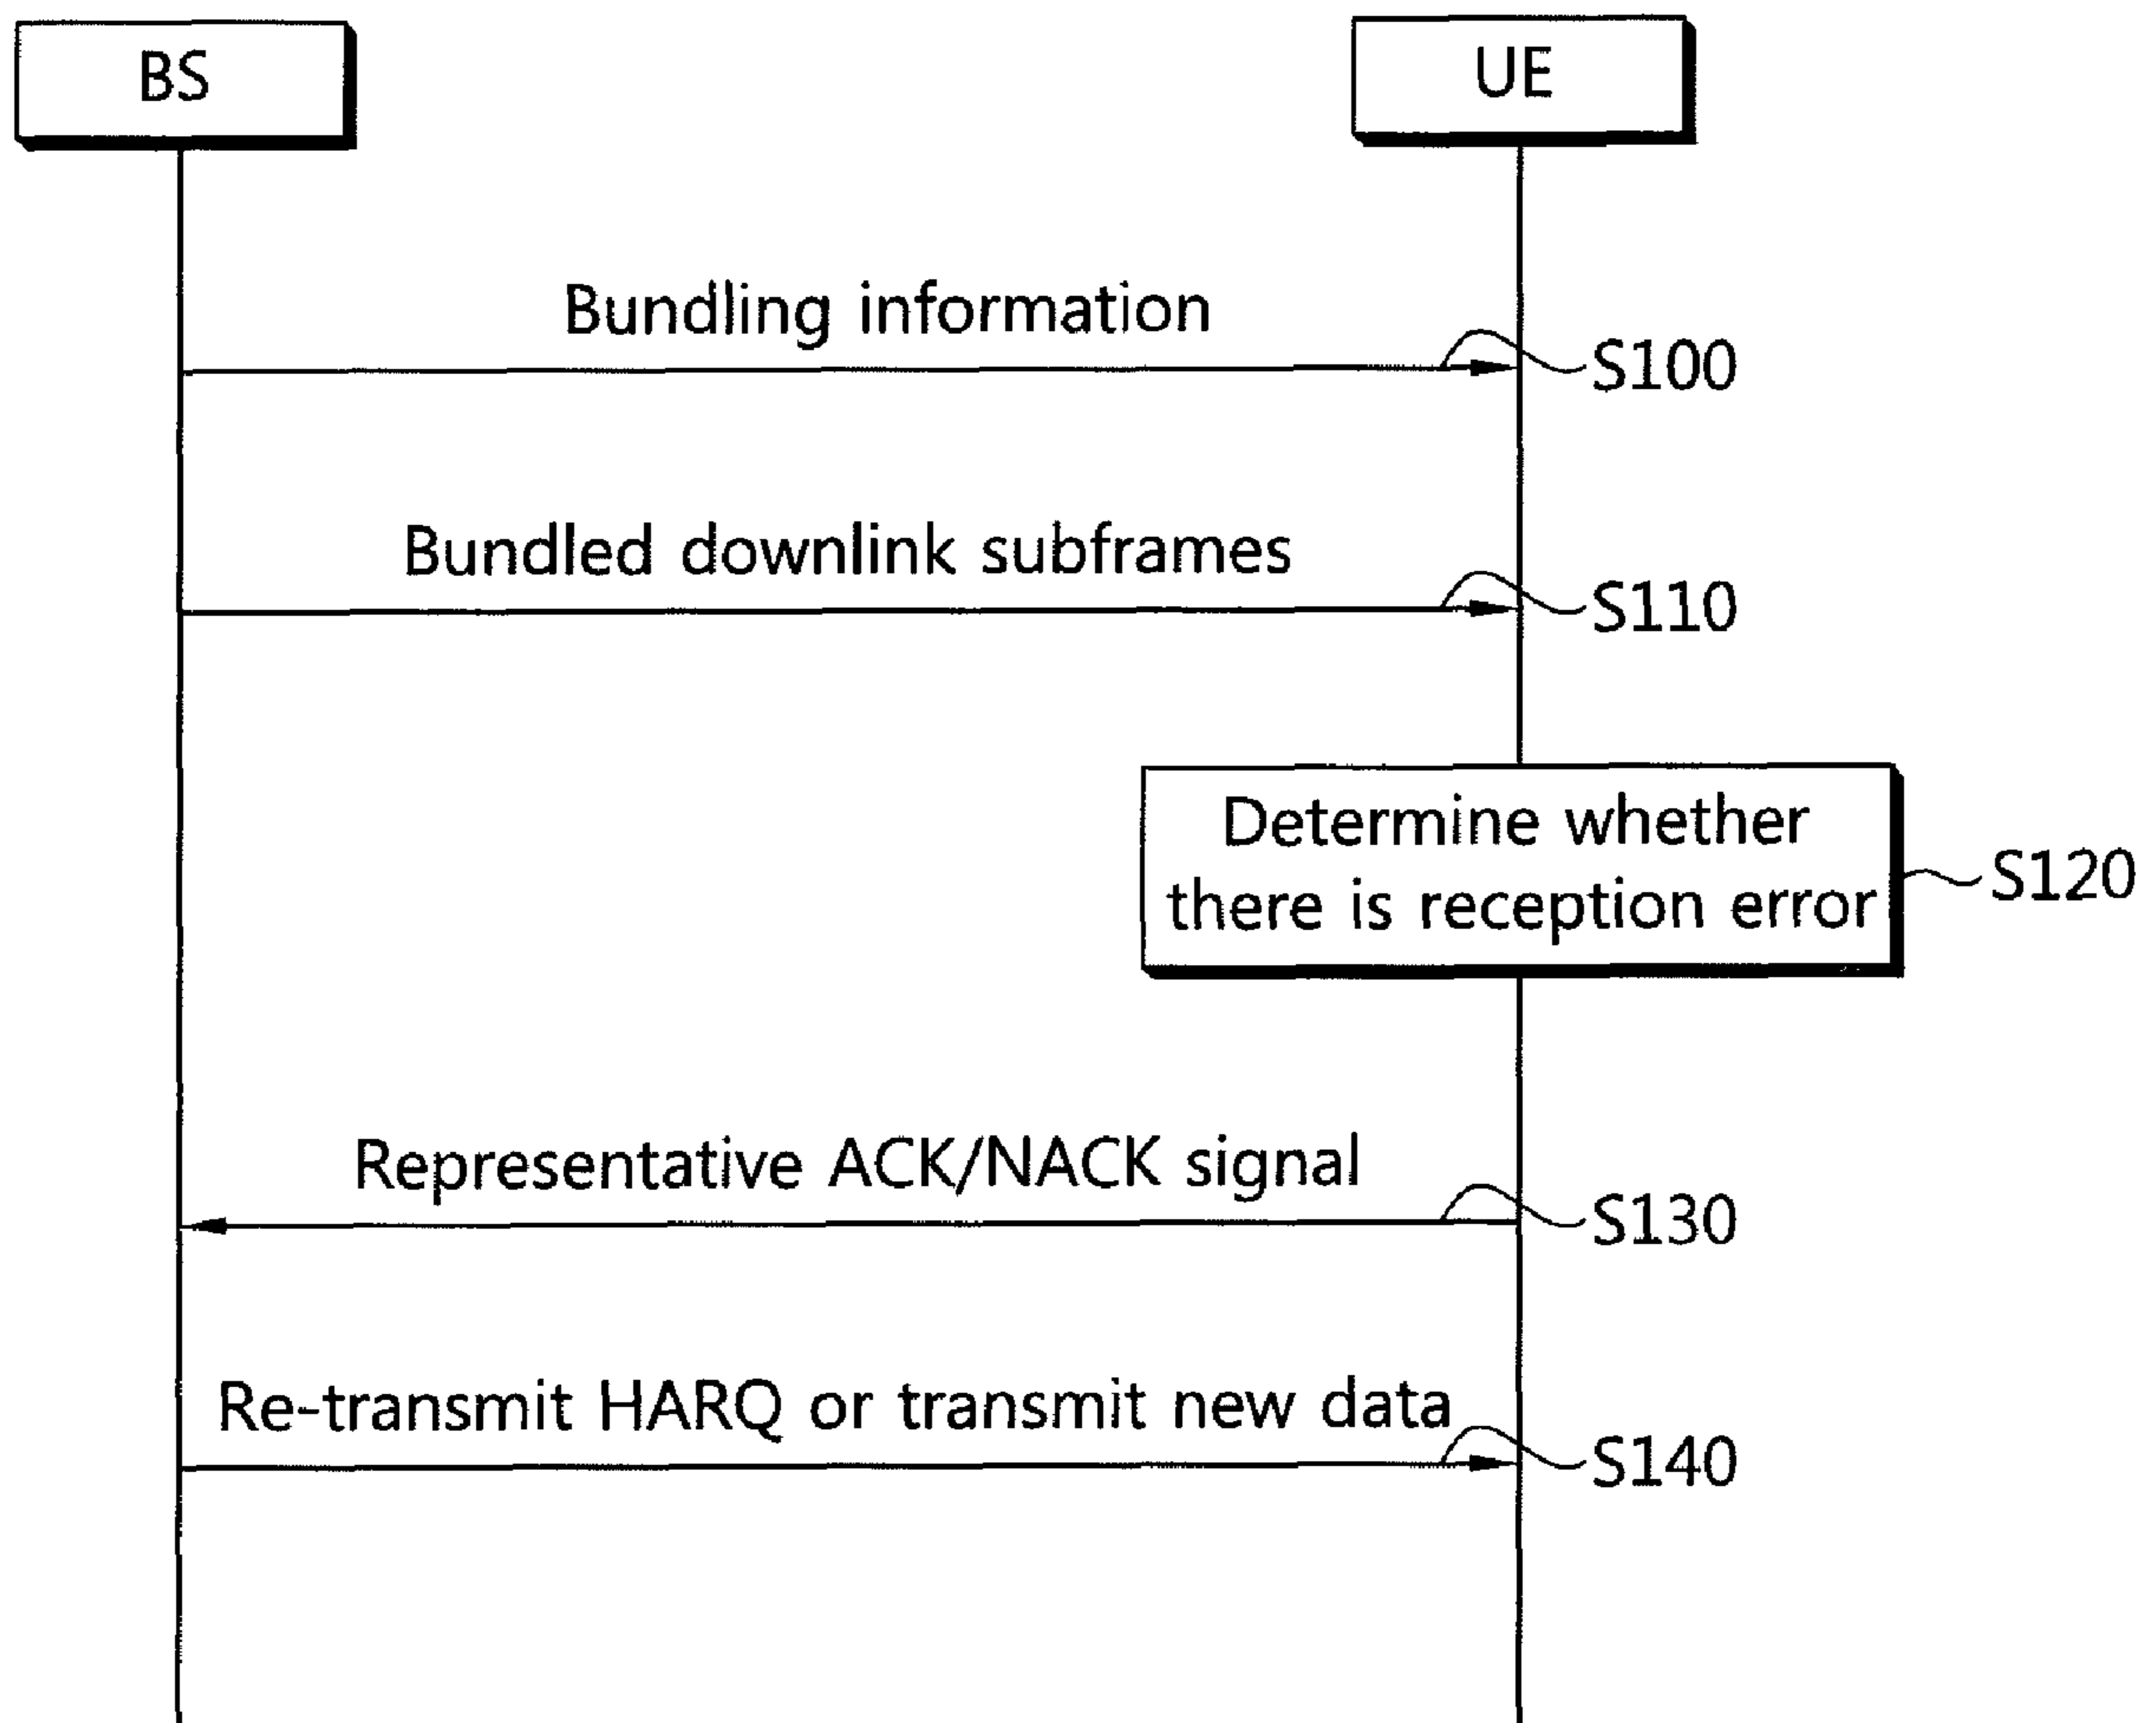 BS
UE
Bundling information
S100
Bundled downlink subframes
S110
Determine whether
there is reception error
S120
Representative ACK/NACK signal
S130
Re-transmit HARQ or transmit new data
S140